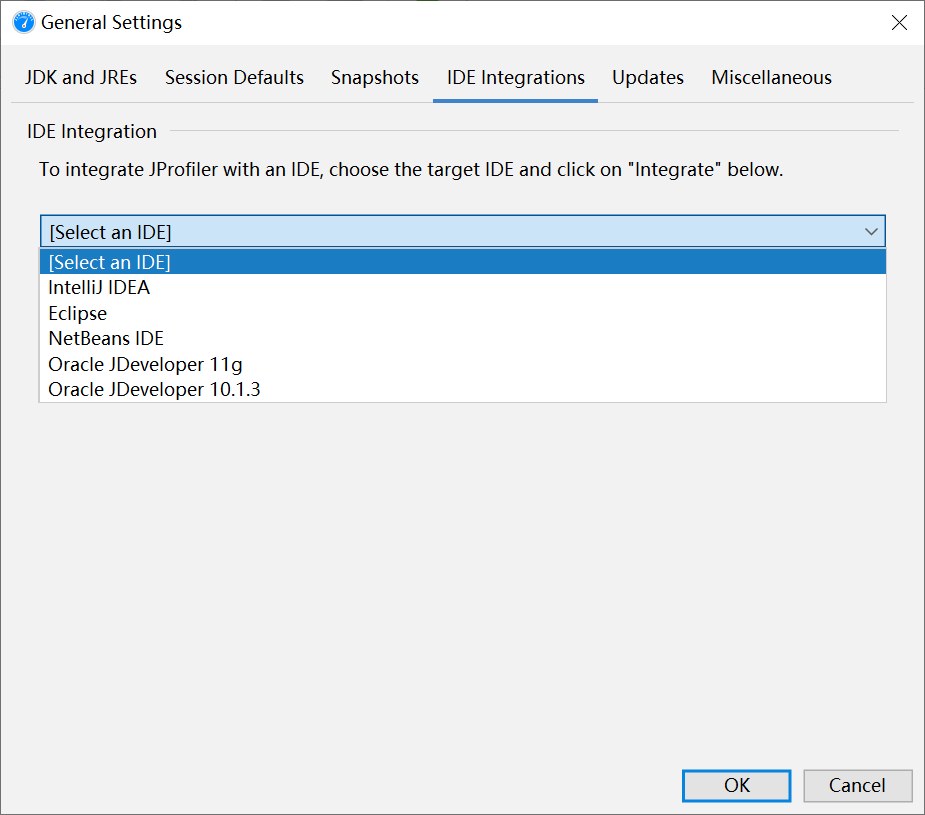 General Settings
JDK and JREs Session Defaults Snapshots IDE Integrations Updates Miscellaneous
IDE Integration
To integrate JProfiler with an IDE, choose the target IDE and click on "Integrate" below.
[Select an IDE]
[Select an IDE]
IntelliJ IDEA
Eclipse
NetBeans IDE
Oracle JDeveloper 11g
Oracle JDeveloper 10.1.3
OK Cancel